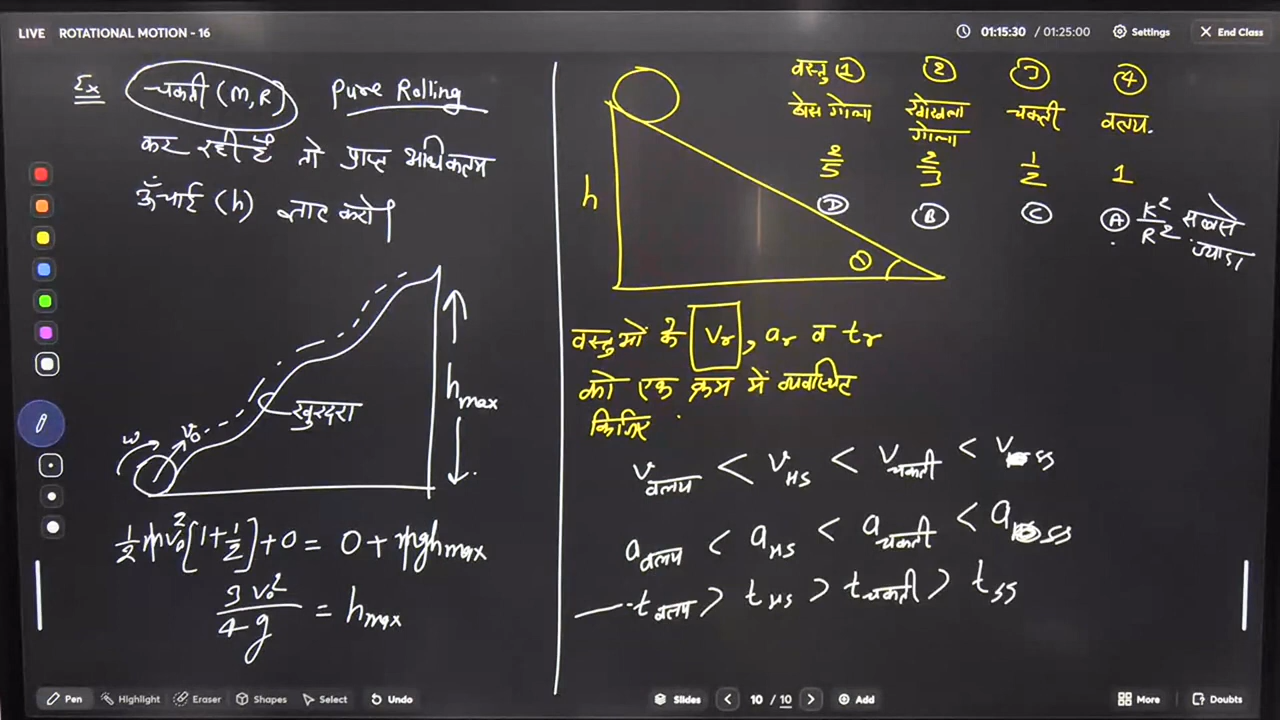 LIVE ROTATIONAL MOTION - 16
01:15:30 / 01:25:00 Settings End Class
Ex चकती (M, R) Pure Rolling
कर रही है तो प्राप्त अधिकतम
ऊँचाई (h) ज्ञात करो।
ω v₀
खुरदरा
hmax
½ mv₀² [1+½] + 0 = 0 + mghmax
3v₀²/4g = hmax
वस्तु ① ② ③ ④
ठोस गोला खोखला गोला चकती वलय
2/5 2/3 1/2 1
Ⓓ Ⓑ Ⓒ Ⓐ K²/R² सबसे ज्यादा
h
वस्तुओं के Vr, ar व tr
को एक क्रम में व्यवस्थित
किजिए
Vवलय < VHS < Vचकती < VSS
aवलय < aHS < aचकती < aSS
tवलय > tHS > tचकती > tSS
Pen Highlight Eraser Shapes Select Undo Slides 10 / 10 Add More Doubts